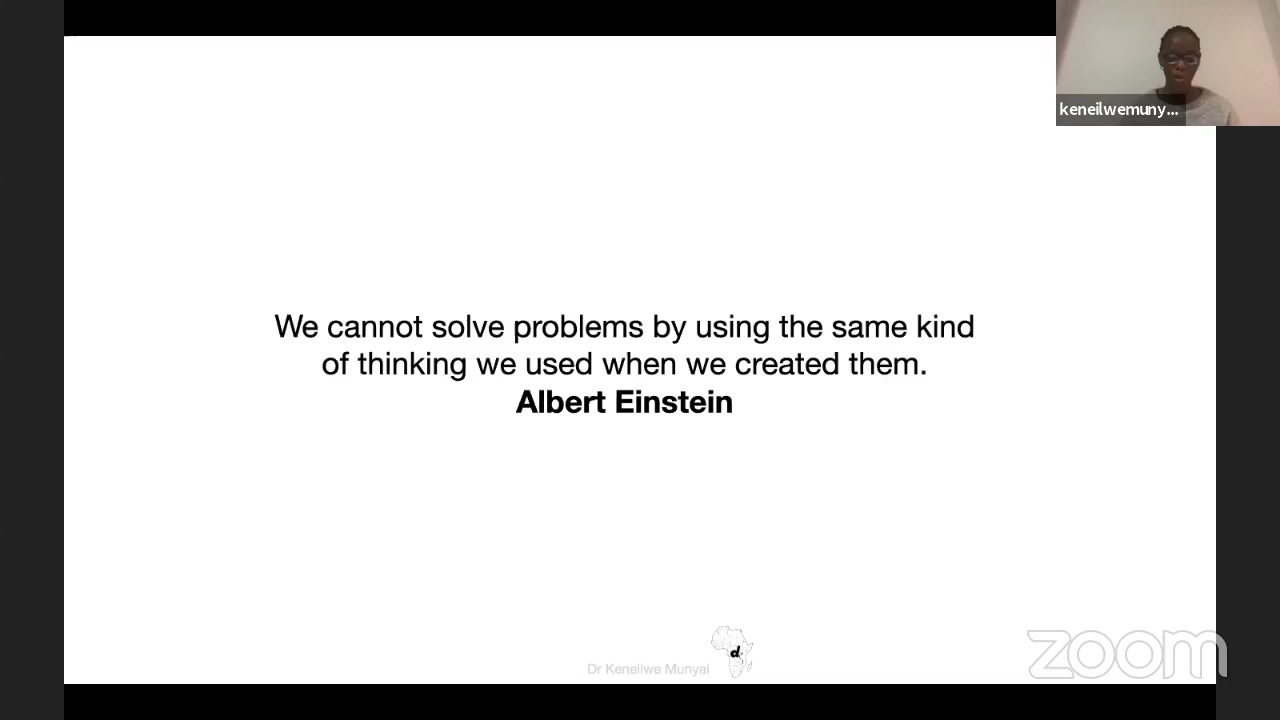 keneilwemuny...
We cannot solve problems by using the same kind
of thinking we used when we created them.
Albert Einstein
d.
Dr Keneilwe Munyai
zoom